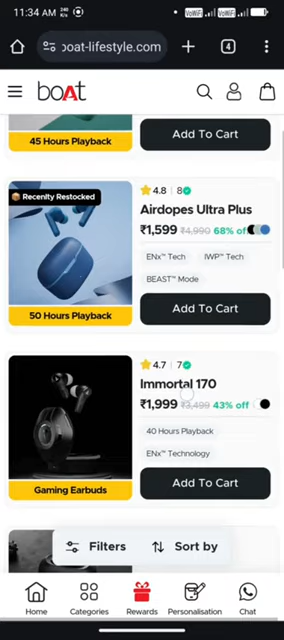 11:34 AM
VoWiFi VoWiFi
boat-lifestyle.com
4
boAt
45 Hours Playback
Add To Cart
Recently Restocked
4.8 | 8
Airdopes Ultra Plus
₹1,599 ₹4,990 68% off
ENx™ Tech IWP™ Tech
BEAST™ Mode
50 Hours Playback
Add To Cart
4.7 | 7
Immortal 170
₹1,999 ₹3,499 43% off
40 Hours Playback
ENx™ Technology
Gaming Earbuds
Add To Cart
Filters Sort by
Home Categories Rewards Personalisation Chat